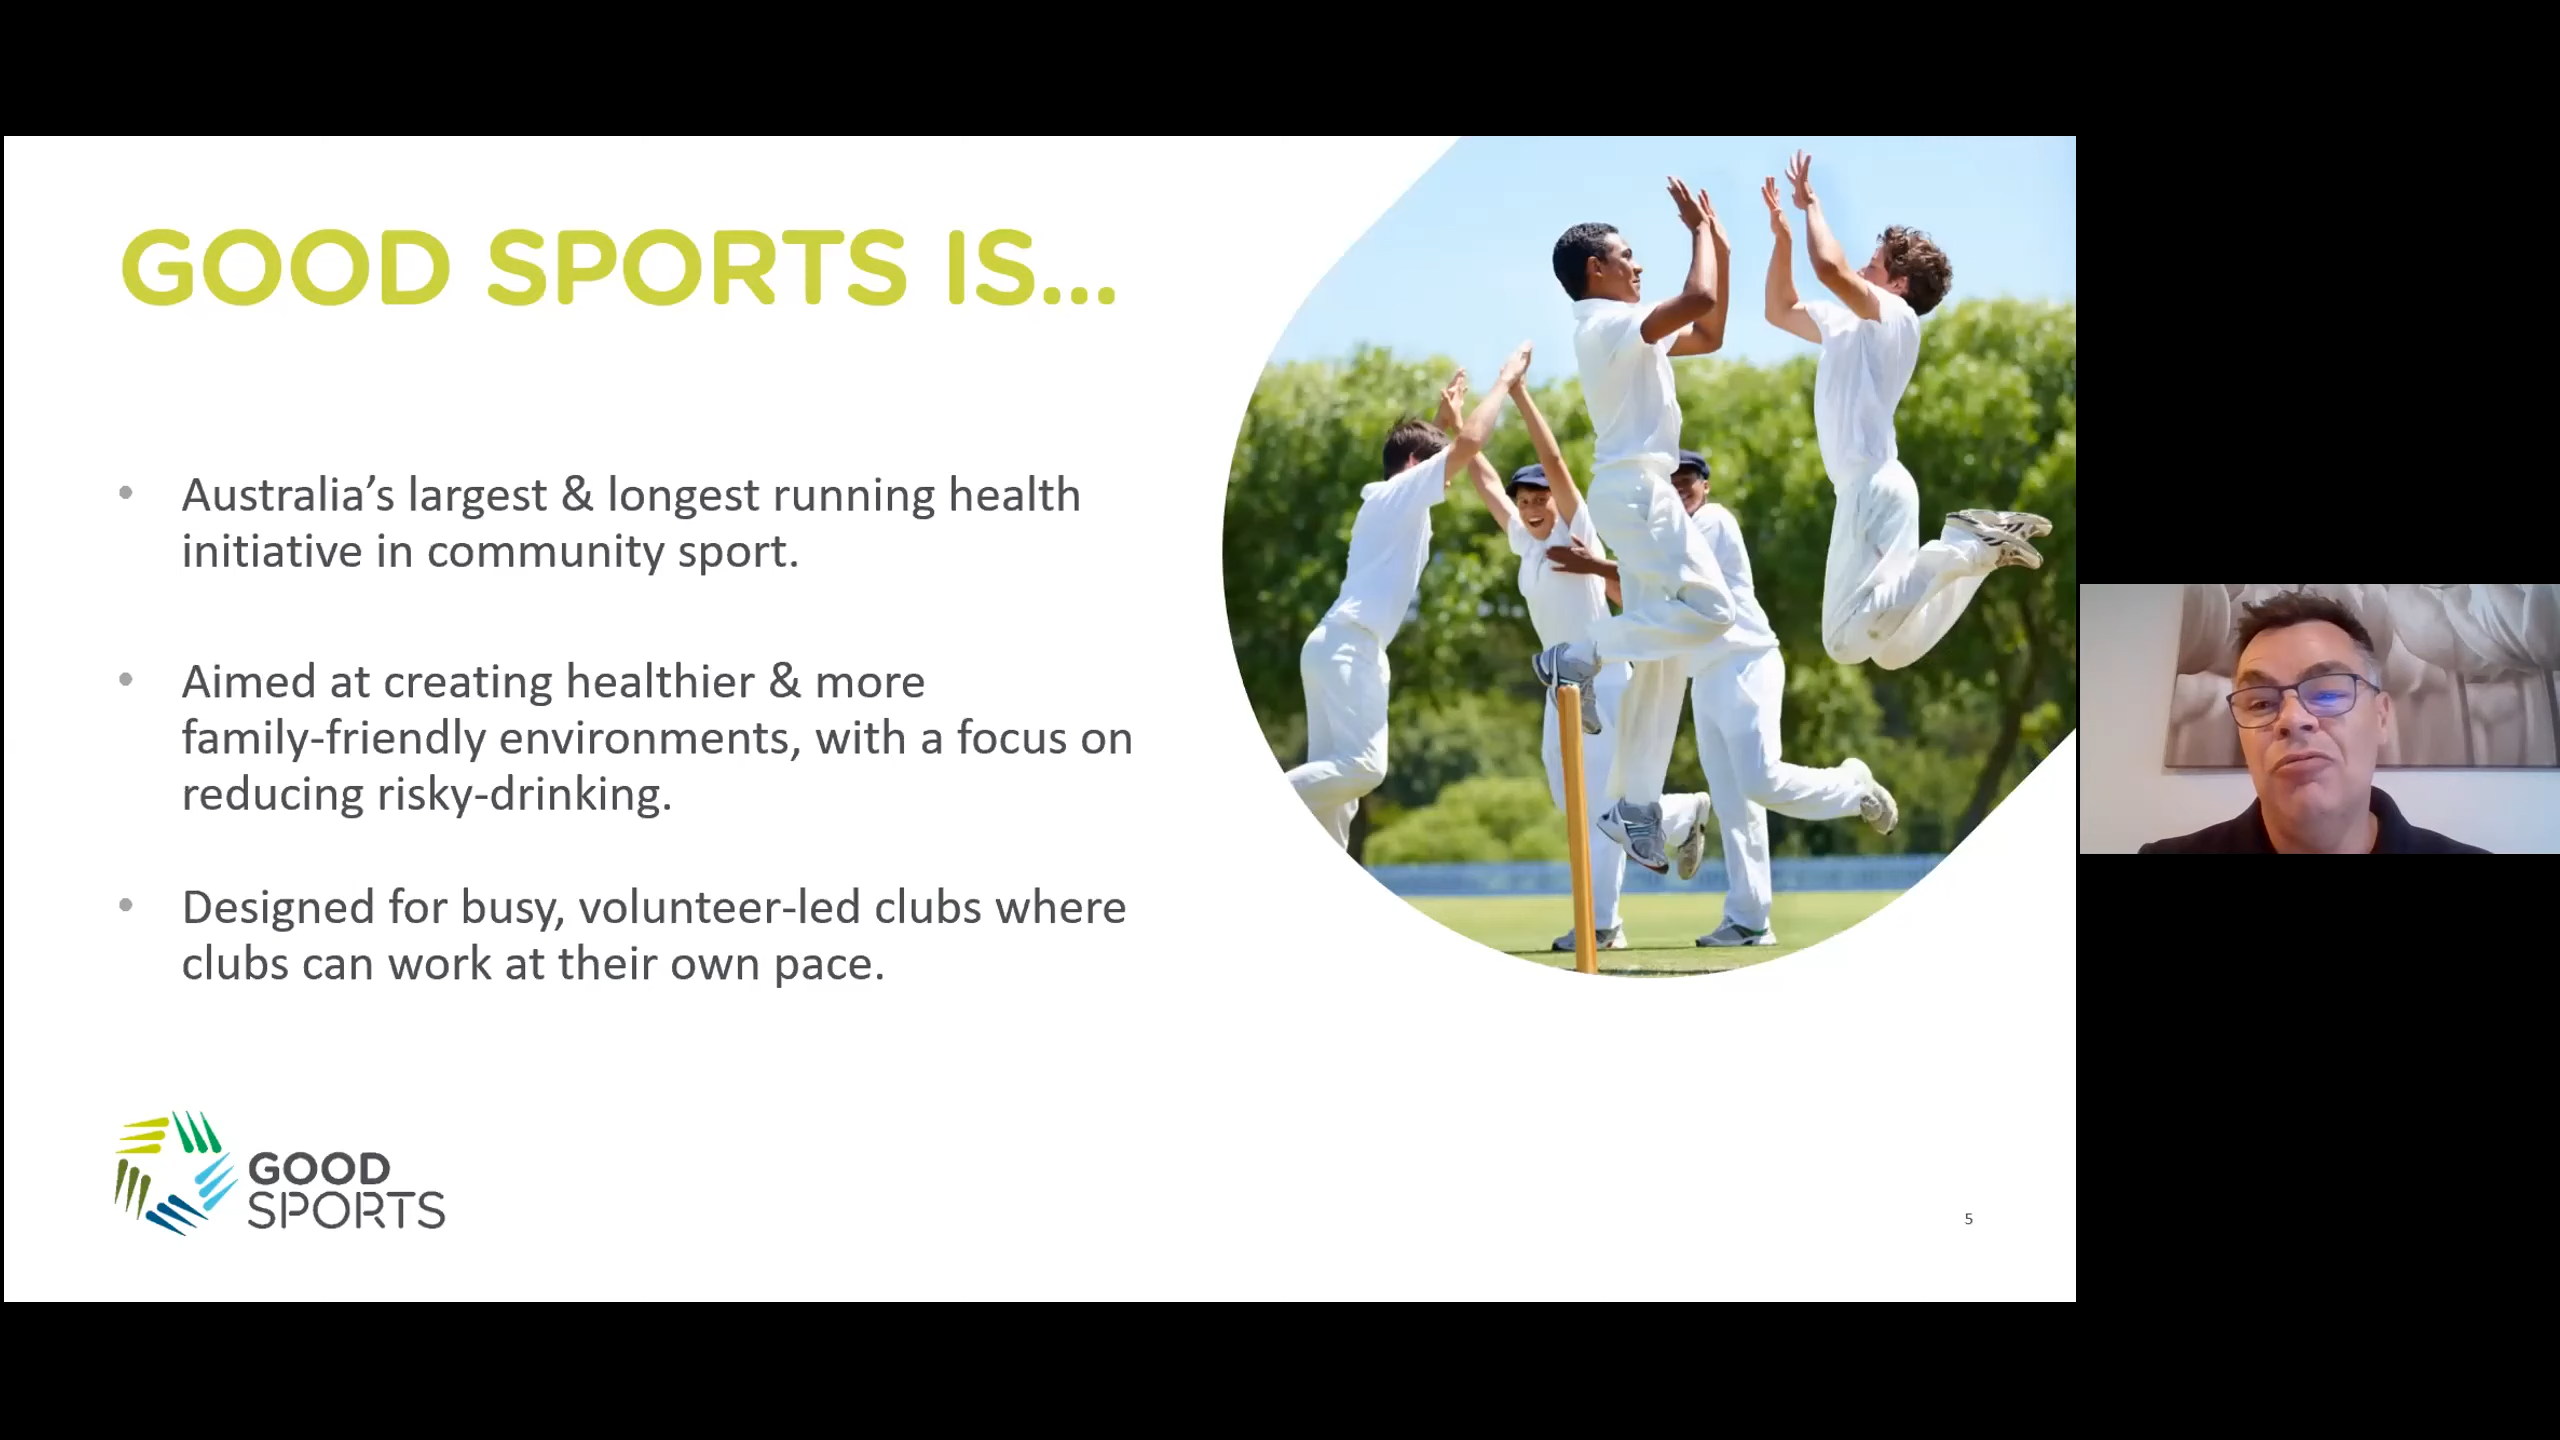 GOOD SPORTS IS...
• Australia’s largest & longest running health
initiative in community sport.
• Aimed at creating healthier & more
family-friendly environments, with a focus on
reducing risky-drinking.
• Designed for busy, volunteer-led clubs where
clubs can work at their own pace.
GOOD
SPORTS
5